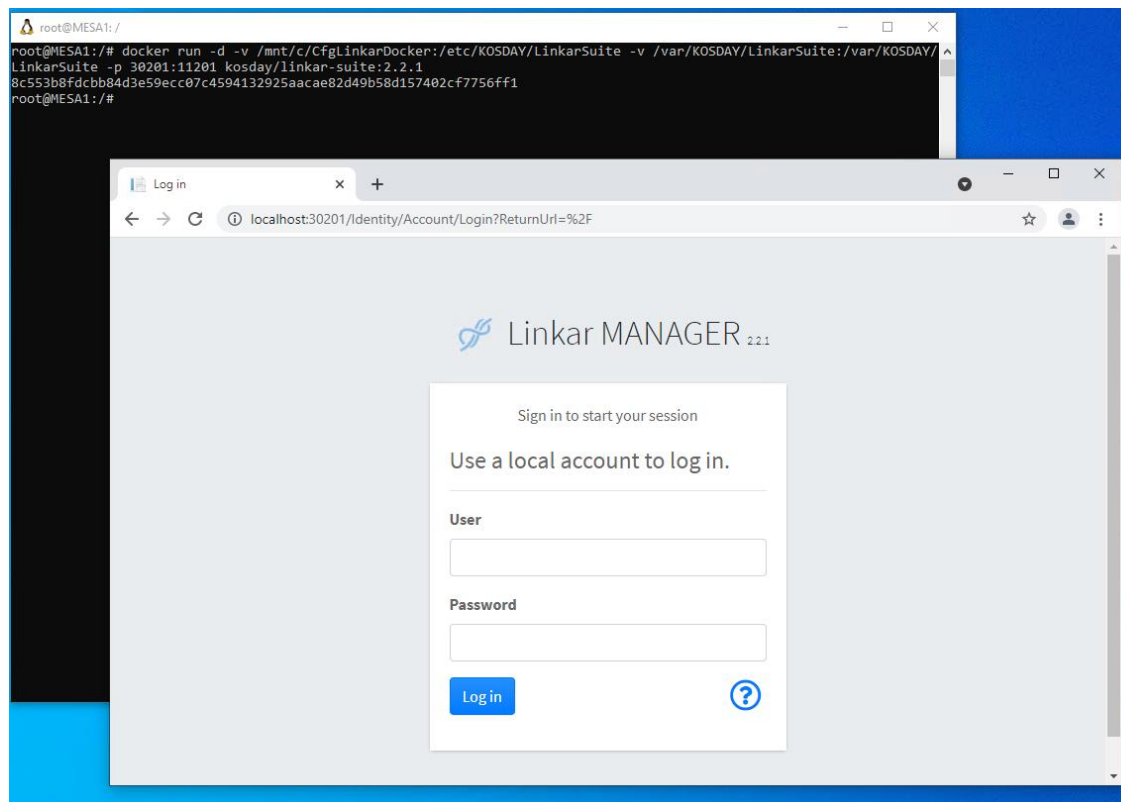 root@MESA1: /
root@MESA1:/# docker run -d -v /mnt/c/CfgLinkarDocker:/etc/KOSDAY/LinkarSuite -v /var/KOSDAY/LinkarSuite:/var/KOSDAY/
LinkarSuite -p 30201:11201 kosday/linkar-suite:2.2.1
8c553b8fdcbb84d3e59ecc07c4594132925aacae82d49b58d157402cf7756ff1
root@MESA1:/#
Log in
localhost:30201/Identity/Account/Login?ReturnUrl=%2F
Linkar MANAGER 2.2.1
Sign in to start your session
Use a local account to log in.
User
Password
Log in